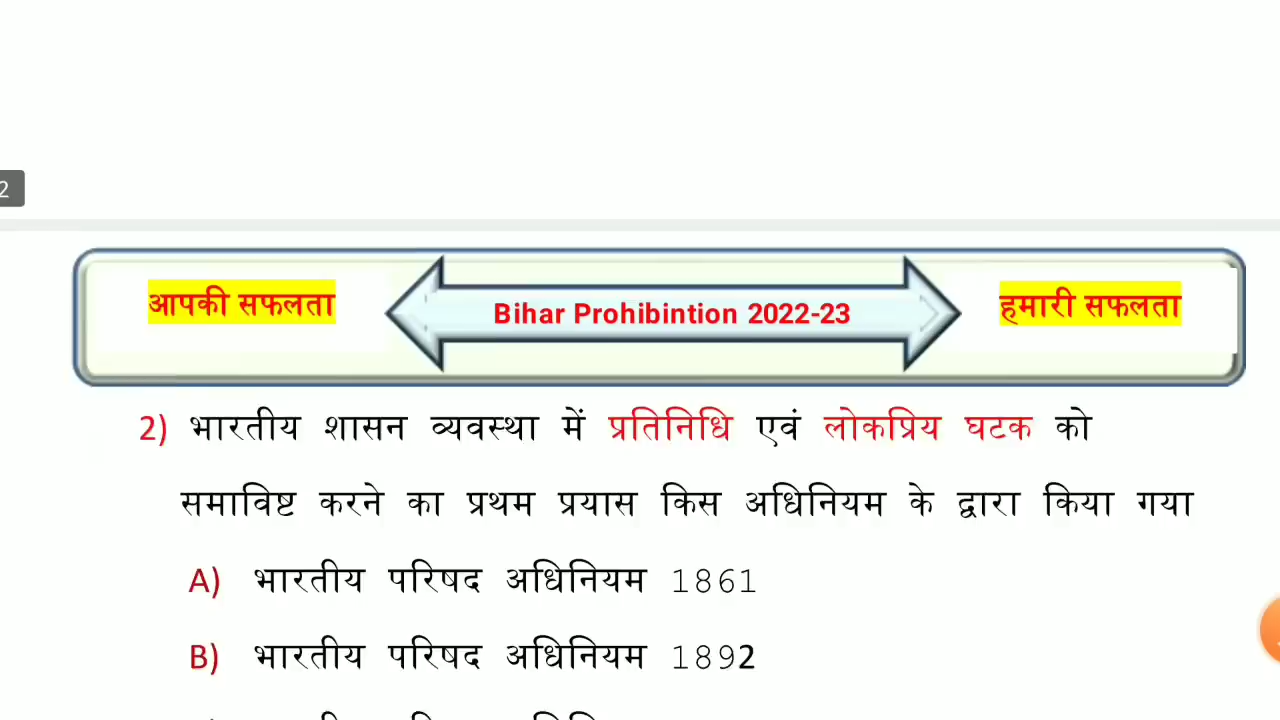 2
आपकी सफलता
Bihar Prohibintion 2022-23
हमारी सफलता
2) भारतीय शासन व्यवस्था में प्रतिनिधि एवं लोकप्रिय घटक को
समाविष्ट करने का प्रथम प्रयास किस अधिनियम के द्वारा किया गया
A) भारतीय परिषद अधिनियम 1861
B) भारतीय परिषद अधिनियम 1892